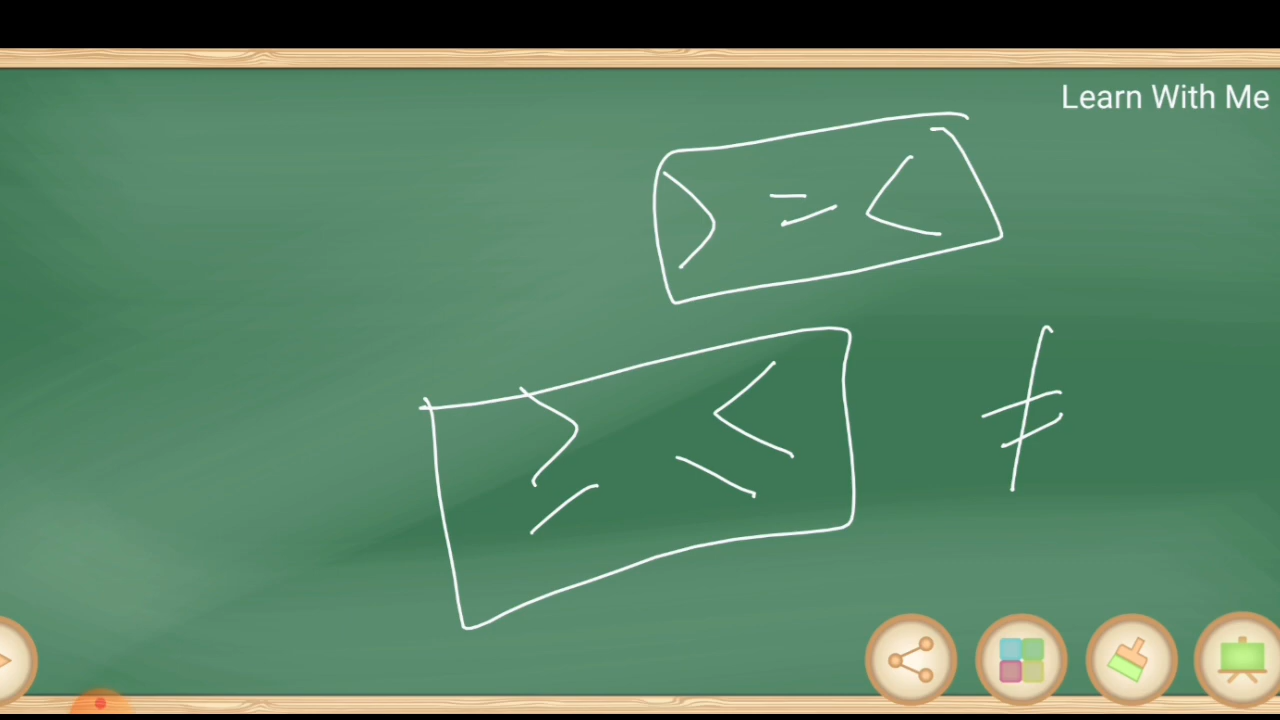 Learn With Me
> = <
≥ ≤
≠